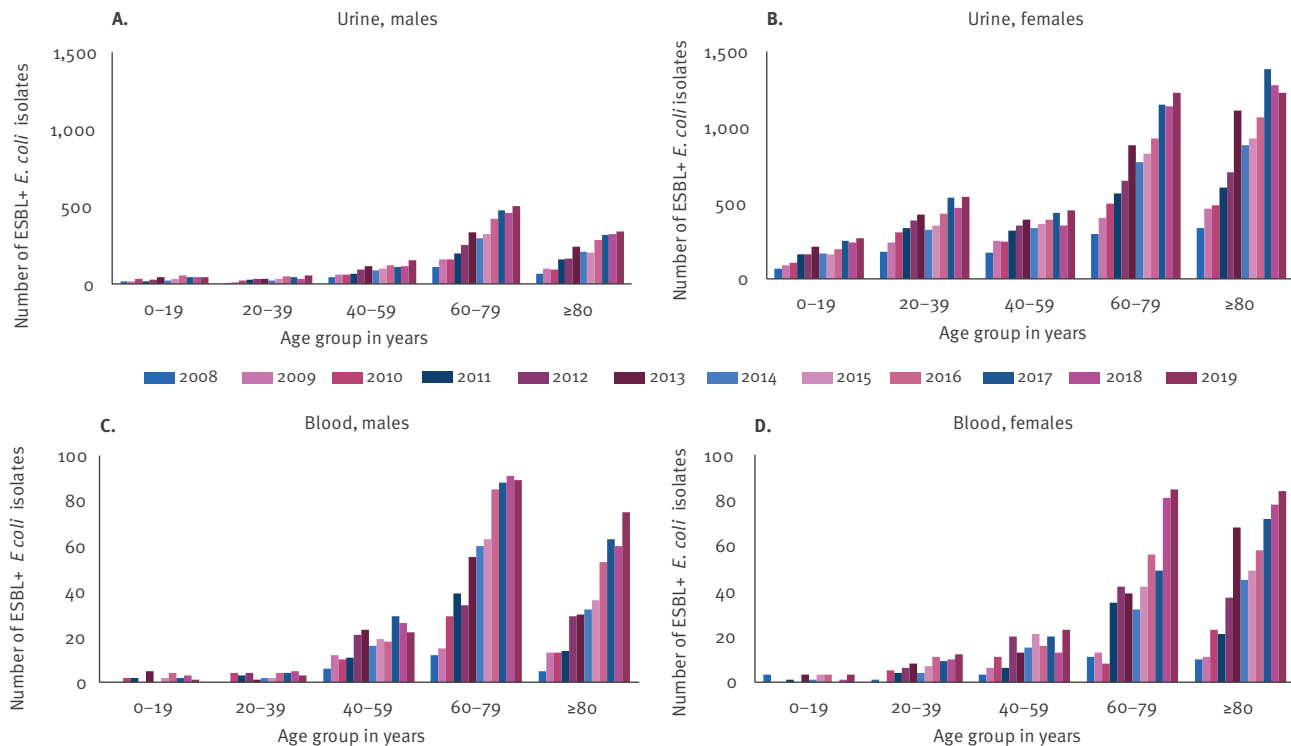 A. Urine, males
Number of ESBL+ E. coli isolates
1,500
1,000
500
0
0–19 20–39 40–59 60–79 ≥80
Age group in years
B. Urine, females
Number of ESBL+ E. coli isolates
1,500
1,000
500
0
0–19 20–39 40–59 60–79 ≥80
Age group in years
2008 2009 2010 2011 2012 2013 2014 2015 2016 2017 2018 2019
C. Blood, males
Number of ESBL+ E coli isolates
100
80
60
40
20
0
0–19 20–39 40–59 60–79 ≥80
Age group in years
D. Blood, females
Number of ESBL+ E. coli isolates
100
80
60
40
20
0
0–19 20–39 40–59 60–79 ≥80
Age group in years